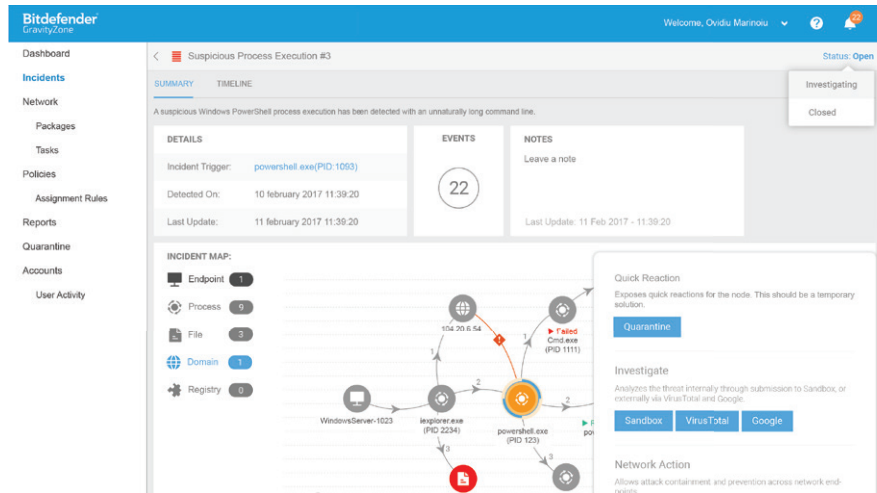 Bitdefender
GravityZone
Welcome, Ovidiu Marinoiu
22
Dashboard
Incidents
Network
Packages
Tasks
Policies
Assignment Rules
Reports
Quarantine
Accounts
User Activity
Suspicious Process Execution #3
Status: Open
Investigating
Closed
SUMMARY TIMELINE
A suspicious Windows PowerShell process execution has been detected with an unnaturally long command line.
DETAILS
Incident Trigger: powershell.exe(PID:1093)
Detected On: 10 february 2017 11:39:20
Last Update: 11 february 2017 11:39:20
EVENTS
22
NOTES
Leave a note
Last Update: 11 Feb 2017 - 11:39:20
INCIDENT MAP:
Endpoint 1
Process 9
File 3
Domain 1
Registry 0
104.20.6.54
Failed
Cmd.exe
(PID 1111)
1
1
2
2
WindowsServer-1023
iexplorer.exe
(PID 2234)
powershell.exe
(PID 123)
3
3
Quick Reaction
Exposes quick reactions for the node. This should be a temporary
solution.
Quarantine
Investigate
Analyzes the threat internally through submission to Sandbox, or
externally via VirusTotal and Google.
Sandbox VirusTotal Google
Network Action
Allows attack containment and prevention across network end-
points